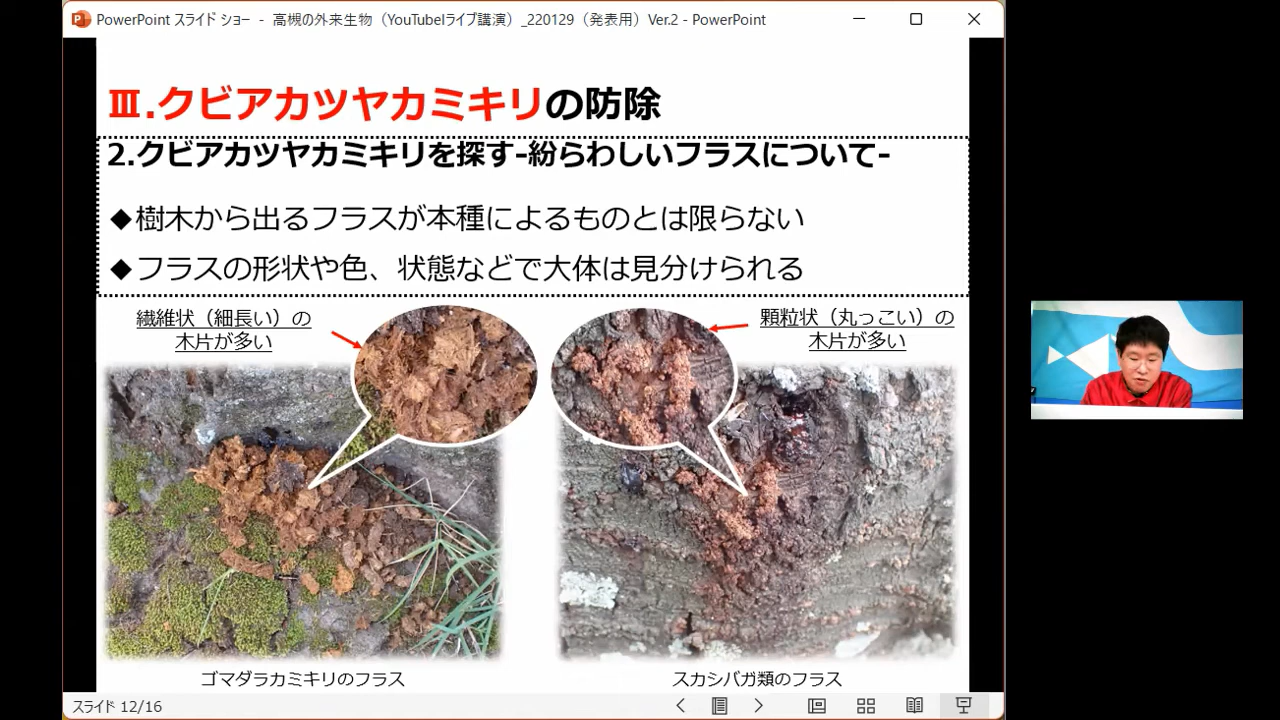 PowerPoint スライド ショー - 高槻の外来生物（YouTubeIライブ講演）_220129（発表用）Ver.2 - PowerPoint
Ⅲ.クビアカツヤカミキリの防除
2.クビアカツヤカミキリを探す-紛らわしいフラスについて-
◆樹木から出るフラスが本種によるものとは限らない
◆フラスの形状や色、状態などで大体は見分けられる
繊維状（細長い）の
木片が多い
顆粒状（丸っこい）の
木片が多い
ゴマダラカミキリのフラス
スカシバガ類のフラス
スライド 12/16